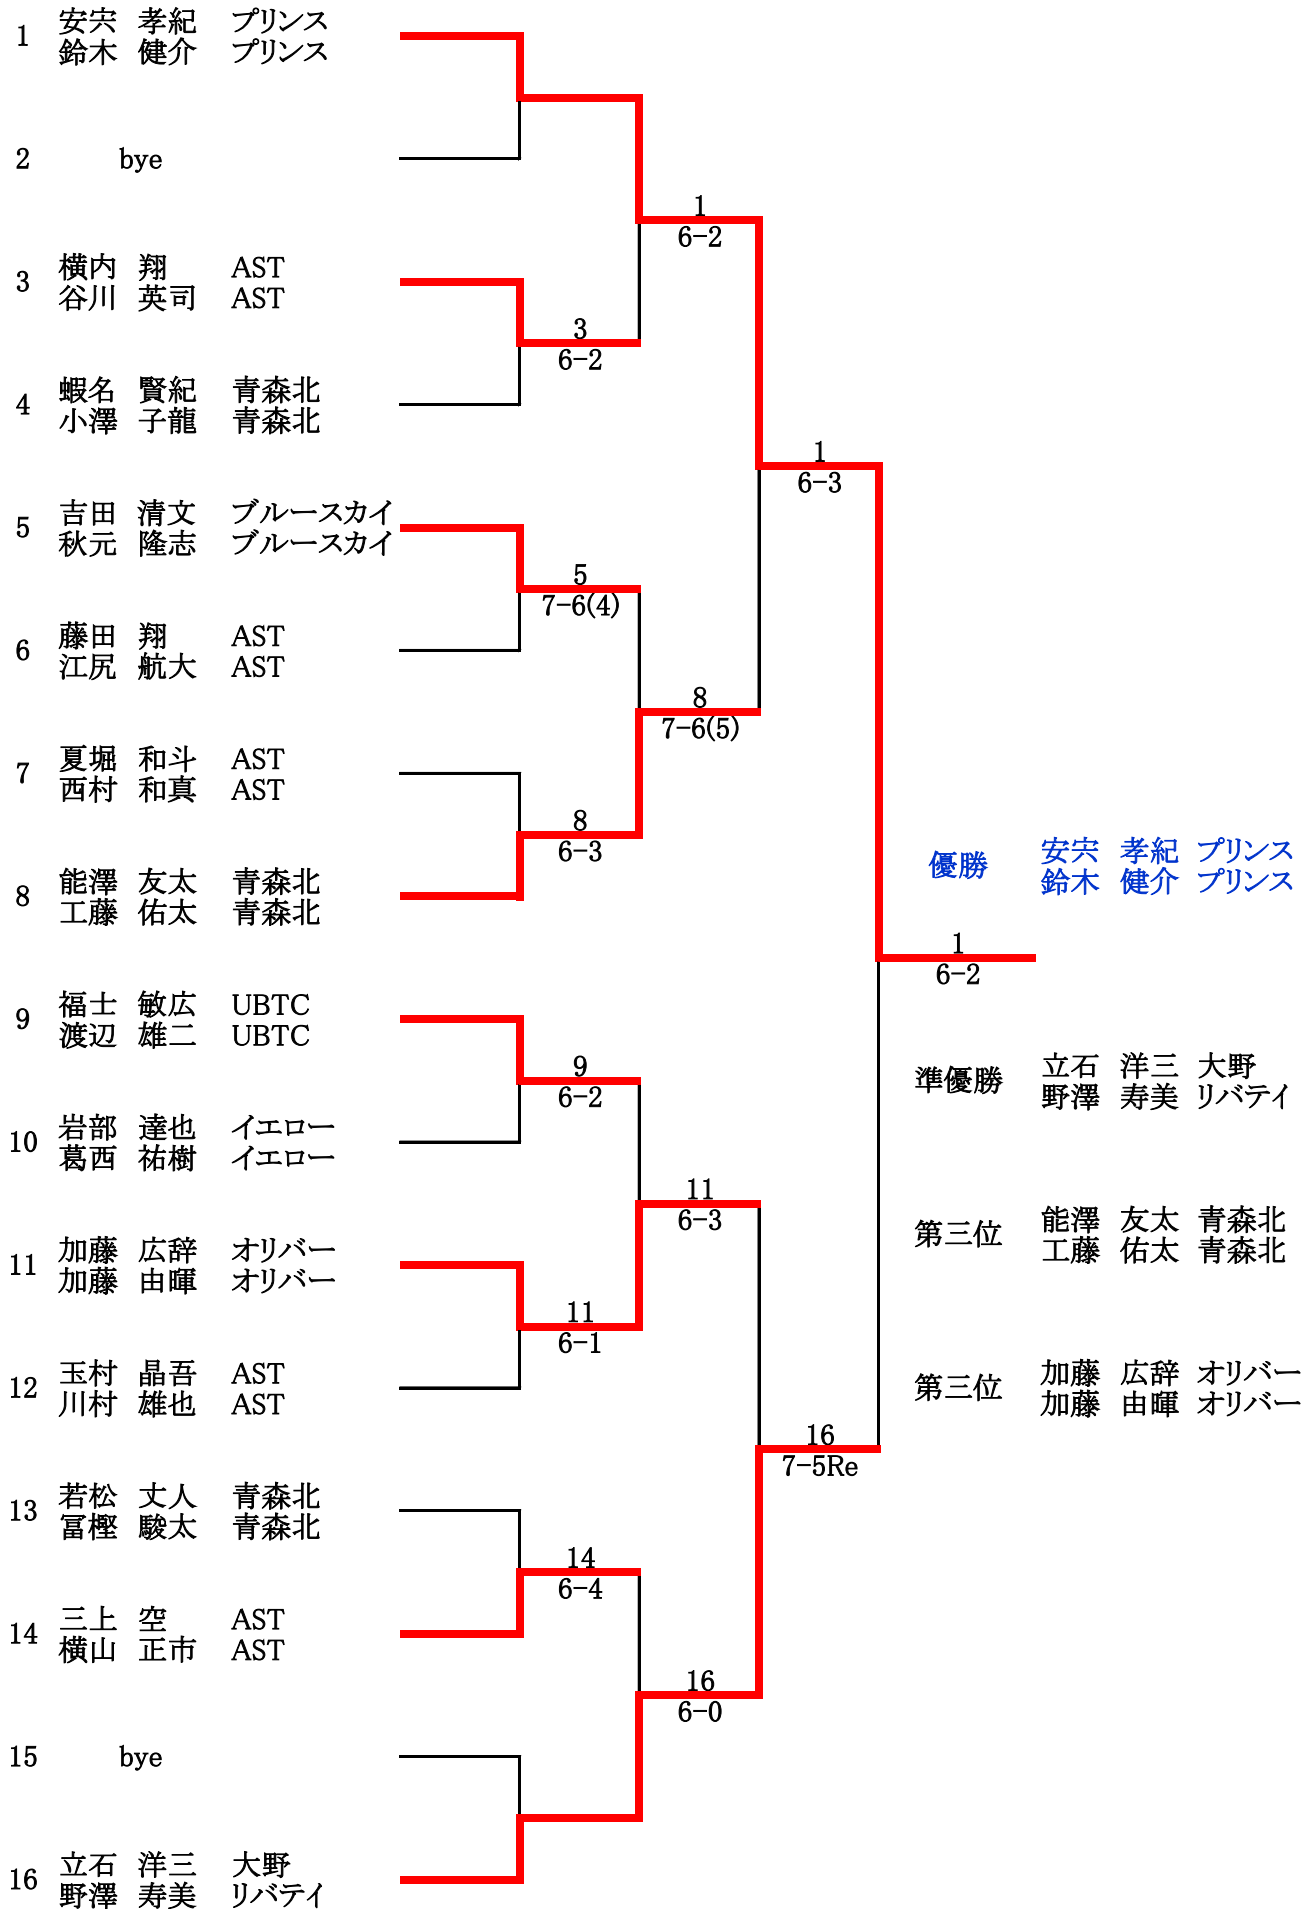 1 安宍 孝紀 プリンス
鈴木 健介 プリンス
2 bye
1
6-2
3 横内 翔 AST
谷川 英司 AST
3
6-2
4 蝦名 賢紀 青森北
小澤 子龍 青森北
1
6-3
5 吉田 清文 ブルースカイ
秋元 隆志 ブルースカイ
5
7-6(4)
6 藤田 翔 AST
江尻 航大 AST
8
7-6(5)
7 夏堀 和斗 AST
西村 和真 AST
8
6-3
8 能澤 友太 青森北
工藤 佑太 青森北
優勝 安宍 孝紀 プリンス
鈴木 健介 プリンス
1
6-2
9 福士 敏広 UBTC
渡辺 雄二 UBTC
9
6-2
準優勝 立石 洋三 大野
野澤 寿美 リバテイ
10 岩部 達也 イエロー
葛西 祐樹 イエロー
11
6-3
第三位 能澤 友太 青森北
工藤 佑太 青森北
11 加藤 広辞 オリバー
加藤 由暉 オリバー
11
6-1
12 玉村 晶吾 AST
川村 雄也 AST
第三位 加藤 広辞 オリバー
加藤 由暉 オリバー
16
7-5Re
13 若松 丈人 青森北
冨樫 駿太 青森北
14
6-4
14 三上 空 AST
横山 正市 AST
16
6-0
15 bye
16 立石 洋三 大野
野澤 寿美 リバテイ